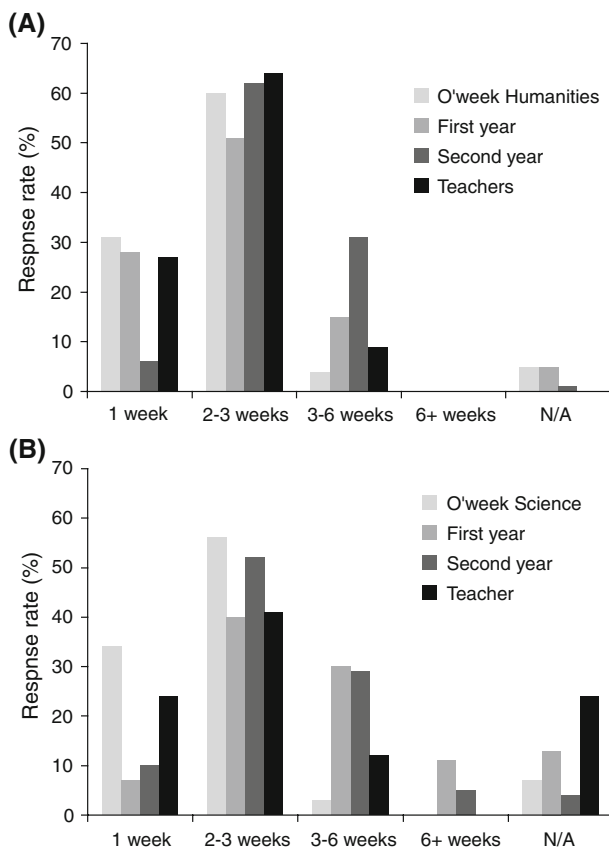 (A)
70
60
50
40
30
20
10
0
Respnse rate (%)
O'week Humanities
First year
Second year
Teachers
1 week 2-3 weeks 3-6 weeks 6+ weeks N/A
(B)
70
60
50
40
30
20
10
0
Respnse rate (%)
O'week Science
First year
Second year
Teacher
1 week 2-3 weeks 3-6 weeks 6+ weeks N/A